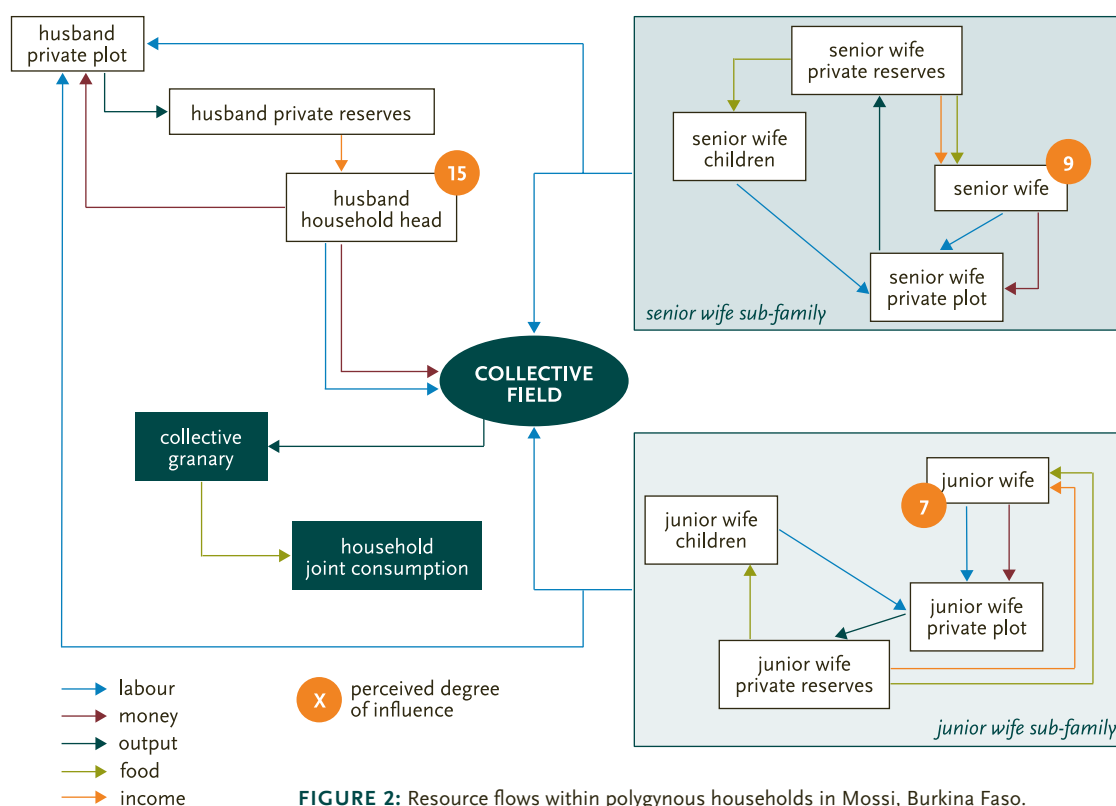 husband
private plot
husband private reserves
15
husband
household head
COLLECTIVE
FIELD
collective
granary
household
joint consumption
senior wife
private reserves
senior wife
children
9
senior wife
senior wife
private plot
senior wife sub-family
junior wife
7
junior wife
children
junior wife
private plot
junior wife
private reserves
junior wife sub-family
labour
money
output
food
income
X
perceived degree
of influence
FIGURE 2: Resource flows within polygynous households in Mossi, Burkina Faso.